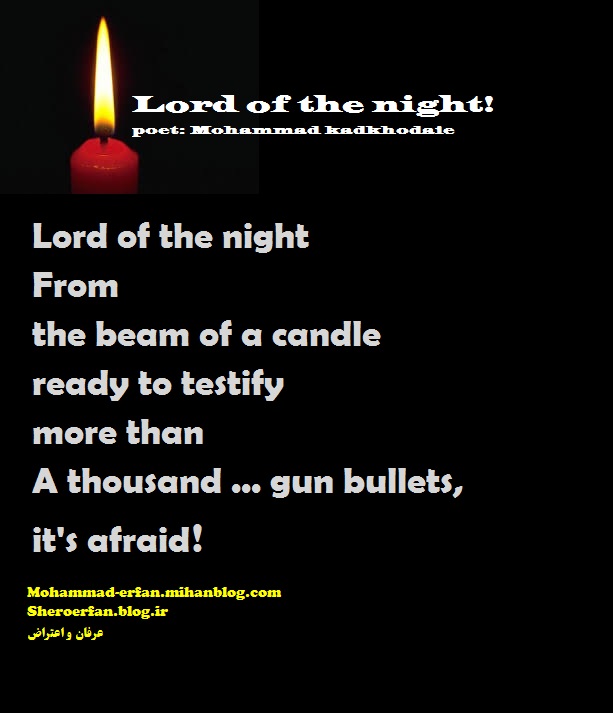 Lord of the night!
poet: Mohammad kadkhodaie
Lord of the night
From
the beam of a candle
ready to testify
more than
A thousand ... gun bullets,
it's afraid!
Mohammad-erfan.mihanblog.com
Sheroerfan.blog.ir
عرفان و اعتراض